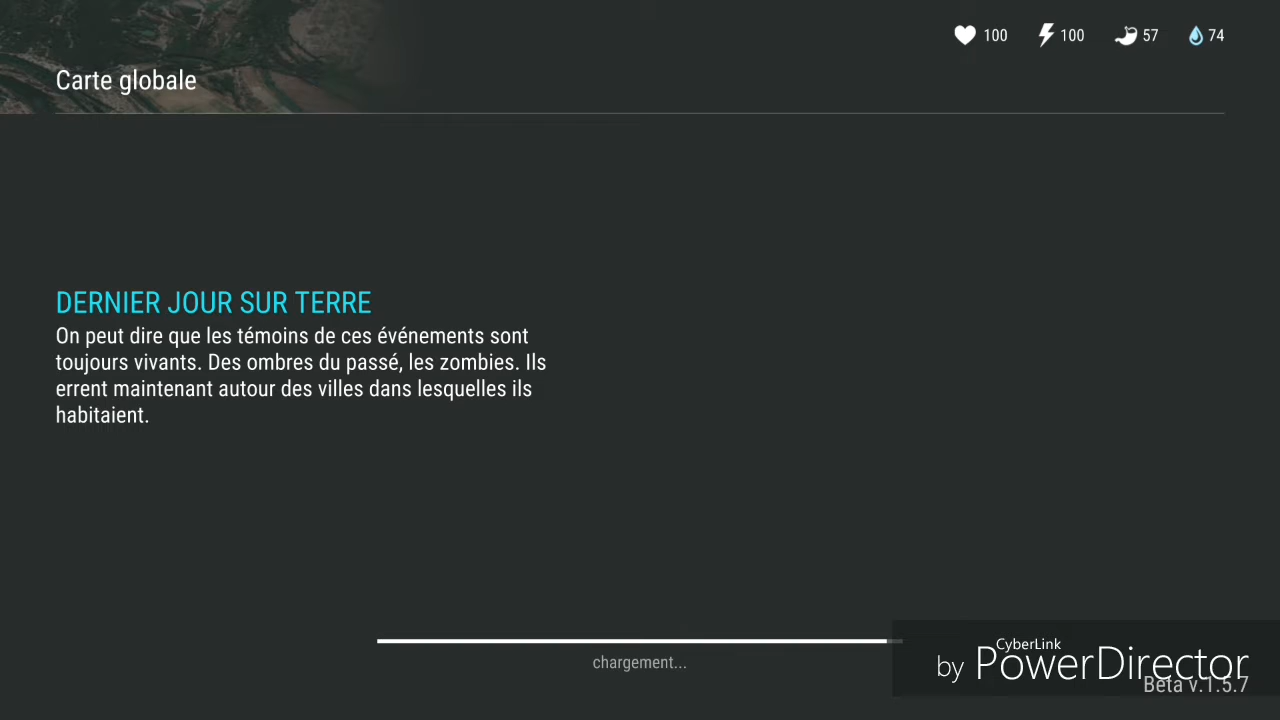 100 100 57 74
Carte globale
DERNIER JOUR SUR TERRE
On peut dire que les témoins de ces événements sont
toujours vivants. Des ombres du passé, les zombies. Ils
errent maintenant autour des villes dans lesquelles ils
habitaient.
chargement...
CyberLink
by PowerDirector
Beta v.1.5.7